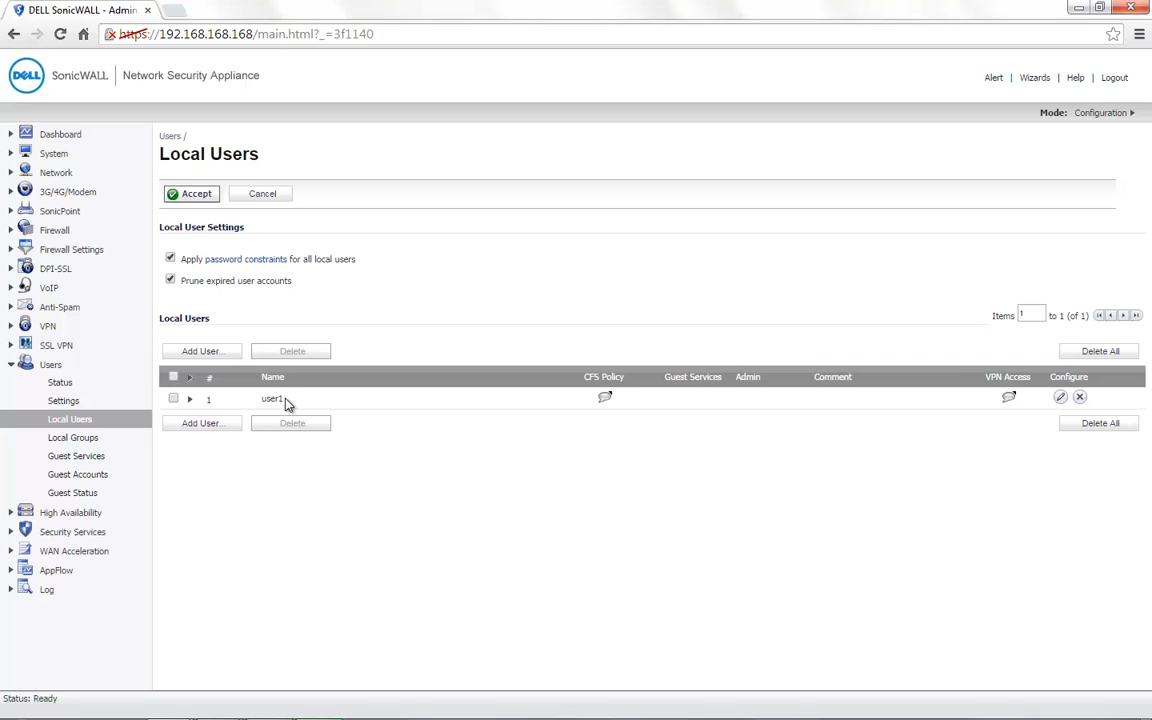 DELL SonicWALL - Admin
https://192.168.168.168/main.html?_=3f1140
DELL SonicWALL | Network Security Appliance
Alert | Wizards | Help | Logout
Mode: Configuration
Dashboard
System
Network
3G/4G/Modem
SonicPoint
Firewall
Firewall Settings
DPI-SSL
VoIP
Anti-Spam
VPN
SSL VPN
Users
Status
Settings
Local Users
Local Groups
Guest Services
Guest Accounts
Guest Status
High Availability
Security Services
WAN Acceleration
AppFlow
Log
Users /
Local Users
Accept Cancel
Local User Settings
Apply password constraints for all local users
Prune expired user accounts
Local Users Items 1 to 1 (of 1)
Add User... Delete Delete All
# Name CFS Policy Guest Services Admin Comment VPN Access Configure
1 user1
Add User... Delete Delete All
Status: Ready